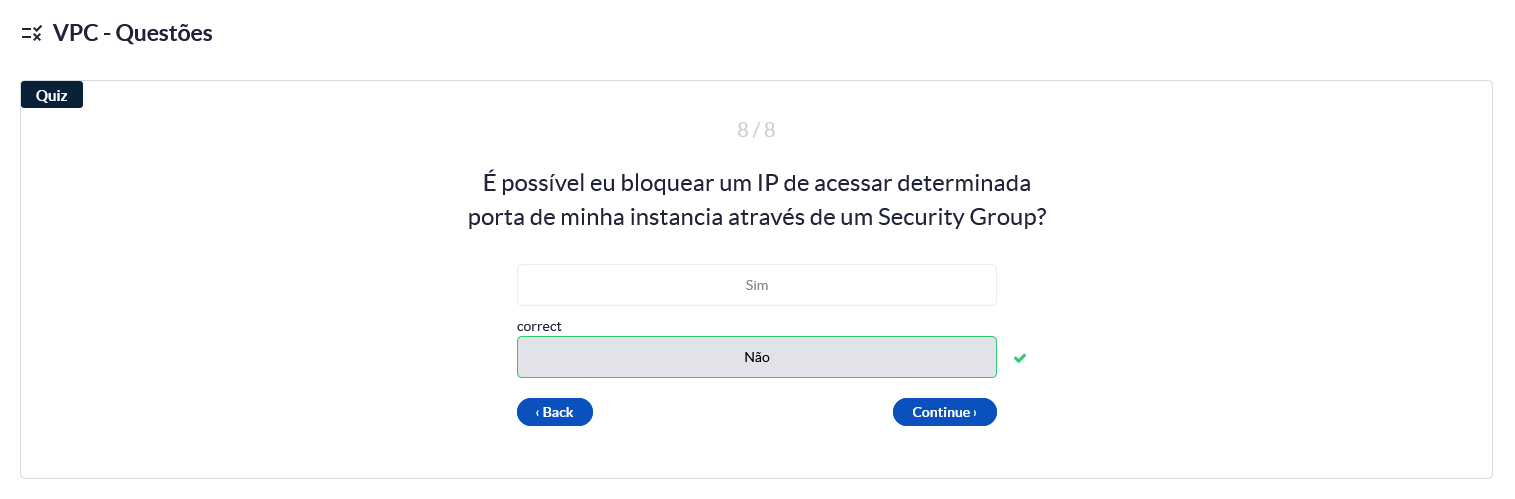 VPC - Questões
Quiz
8 / 8
É possível eu bloquear um IP de acessar determinada
porta de minha instancia através de um Security Group?
Sim
correct
Não
‹ Back
Continue ›